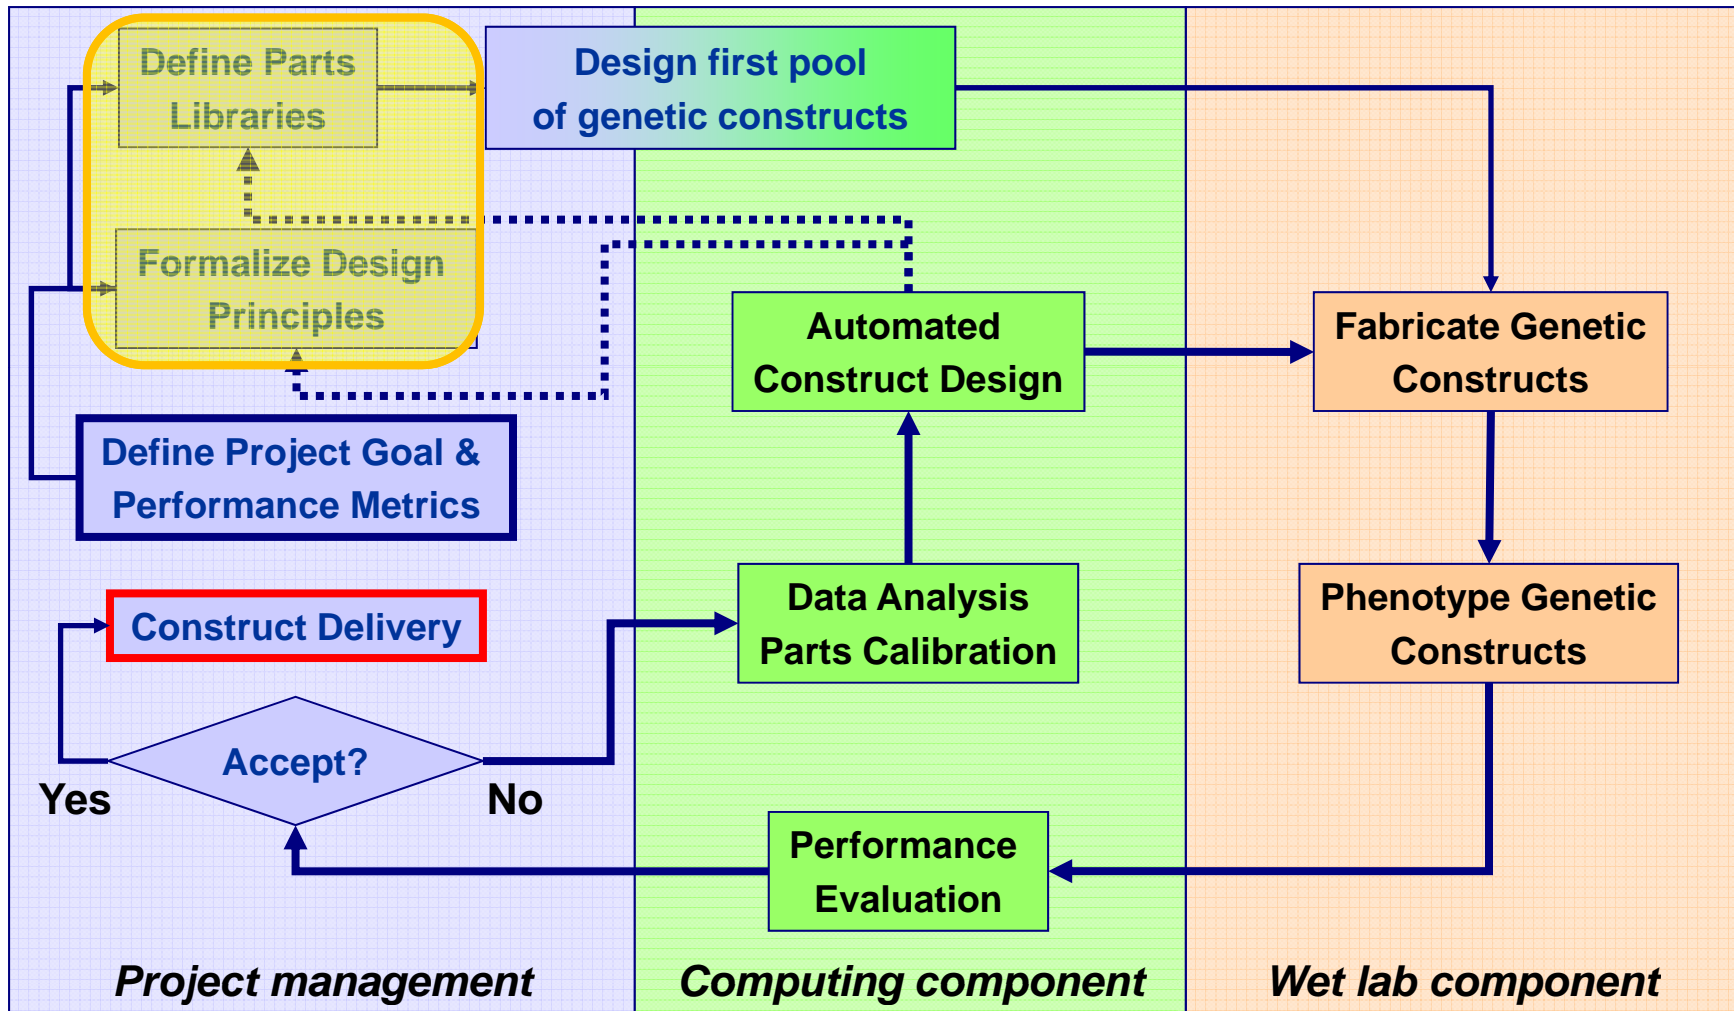 Define Parts
Libraries
Design first pool
of genetic constructs
Formalize Design
Principles
Automated
Construct Design
Fabricate Genetic
Constructs
Define Project Goal &
Performance Metrics
Construct Delivery
Data Analysis
Parts Calibration
Phenotype Genetic
Constructs
Accept?
Yes
No
Performance
Evaluation
Project management
Computing component
Wet lab component